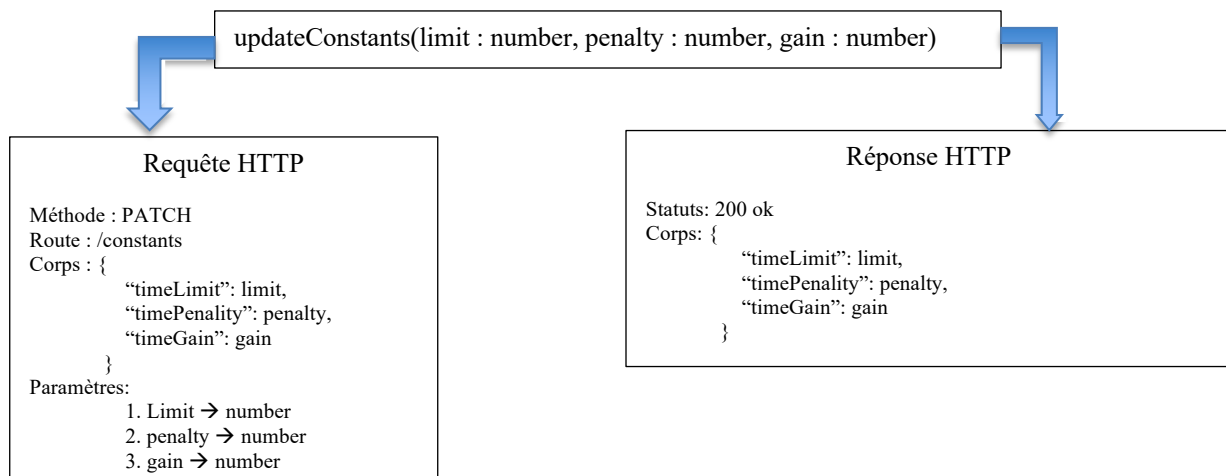 updateConstants(limit : number, penalty : number, gain : number)
Requête HTTP
Méthode : PATCH
Route : /constants
Corps : {
“timeLimit”: limit,
“timePenality”: penalty,
“timeGain”: gain
}
Paramètres:
1. Limit → number
2. penalty → number
3. gain → number
Réponse HTTP
Statuts: 200 ok
Corps: {
“timeLimit”: limit,
“timePenality”: penalty,
“timeGain”: gain
}